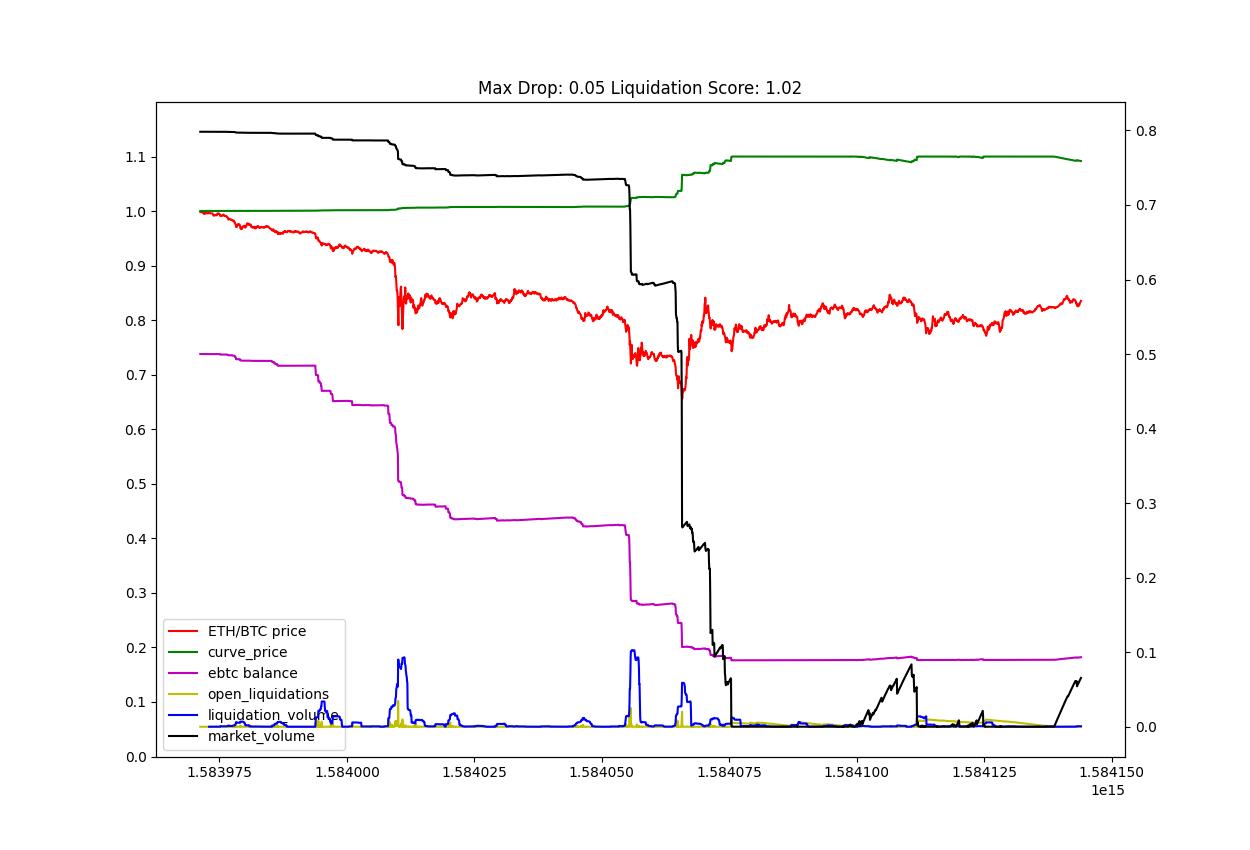 Max Drop: 0.05 Liquidation Score: 1.02
1.1
1.0
0.9
0.8
0.7
0.6
0.5
0.4
0.3
0.2
0.1
0.0
0.8
0.7
0.6
0.5
0.4
0.3
0.2
0.1
0.0
ETH/BTC price
curve_price
ebtc balance
open_liquidations
liquidation_volume
market_volume
1.583975 1.584000 1.584025 1.584050 1.584075 1.584100 1.584125 1.584150
1e15